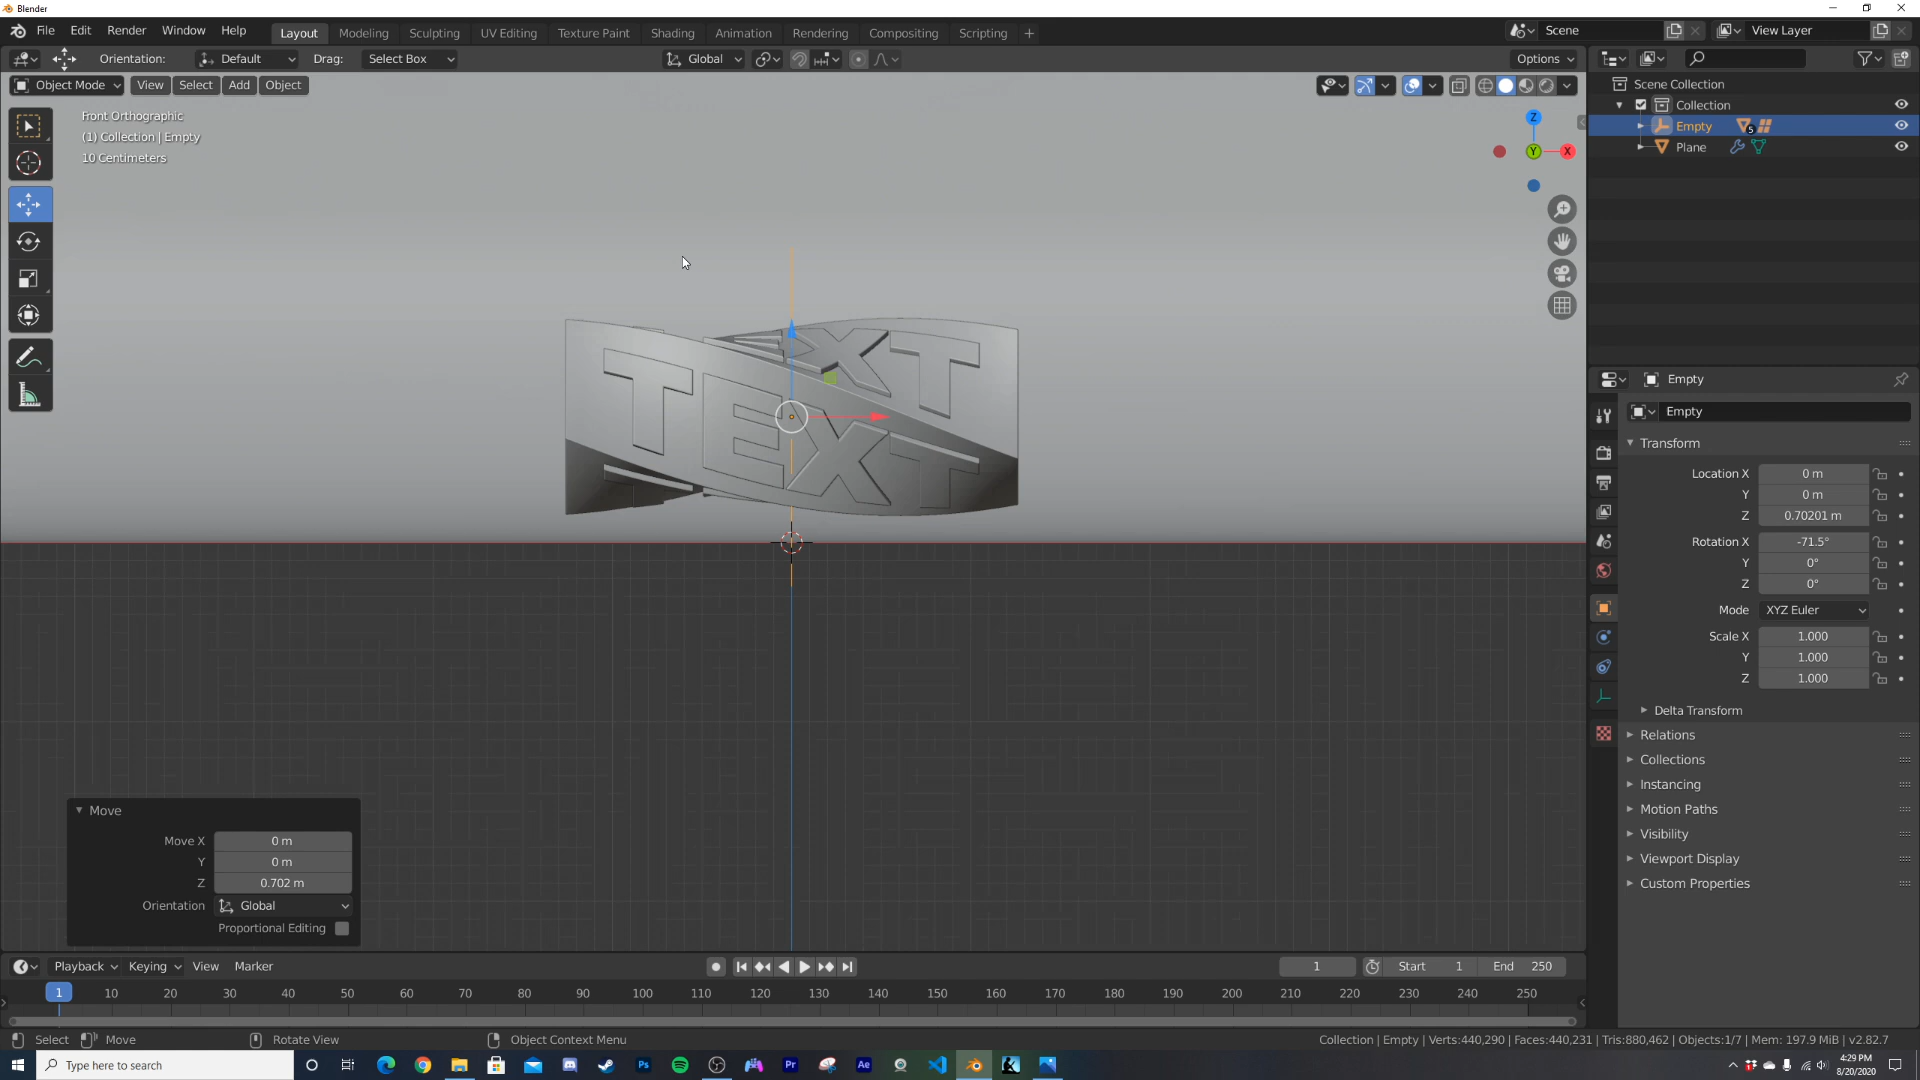 Blender
File Edit Render Window Help Layout Modeling Sculpting UV Editing Texture Paint Shading Animation Rendering Compositing Scripting + Scene View Layer
Orientation: Default Drag: Select Box Global Options
Object Mode View Select Add Object
Scene Collection
Collection
Empty 5
Plane
Front Orthographic
(1) Collection | Empty
10 Centimeters
Z
Y X
TEXT
EXT
Empty
Empty
Transform
Location X 0 m
Y 0 m
Z 0.70201 m
Rotation X -71.5°
Y 0°
Z 0°
Mode XYZ Euler
Scale X 1.000
Y 1.000
Z 1.000
Delta Transform
Relations
Collections
Instancing
Motion Paths
Visibility
Viewport Display
Custom Properties
Move
Move X 0 m
Y 0 m
Z 0.702 m
Orientation Global
Proportional Editing
Playback Keying View Marker 1 Start 1 End 250
1 10 20 30 40 50 60 70 80 90 100 110 120 130 140 150 160 170 180 190 200 210 220 230 240 250
Select Move Rotate View Object Context Menu Collection | Empty | Verts:440,290 | Faces:440,231 | Tris:880,462 | Objects:1/7 | Mem: 197.9 MiB | v2.82.7
Type here to search Ps Pr Ae 4:29 PM
8/20/2020